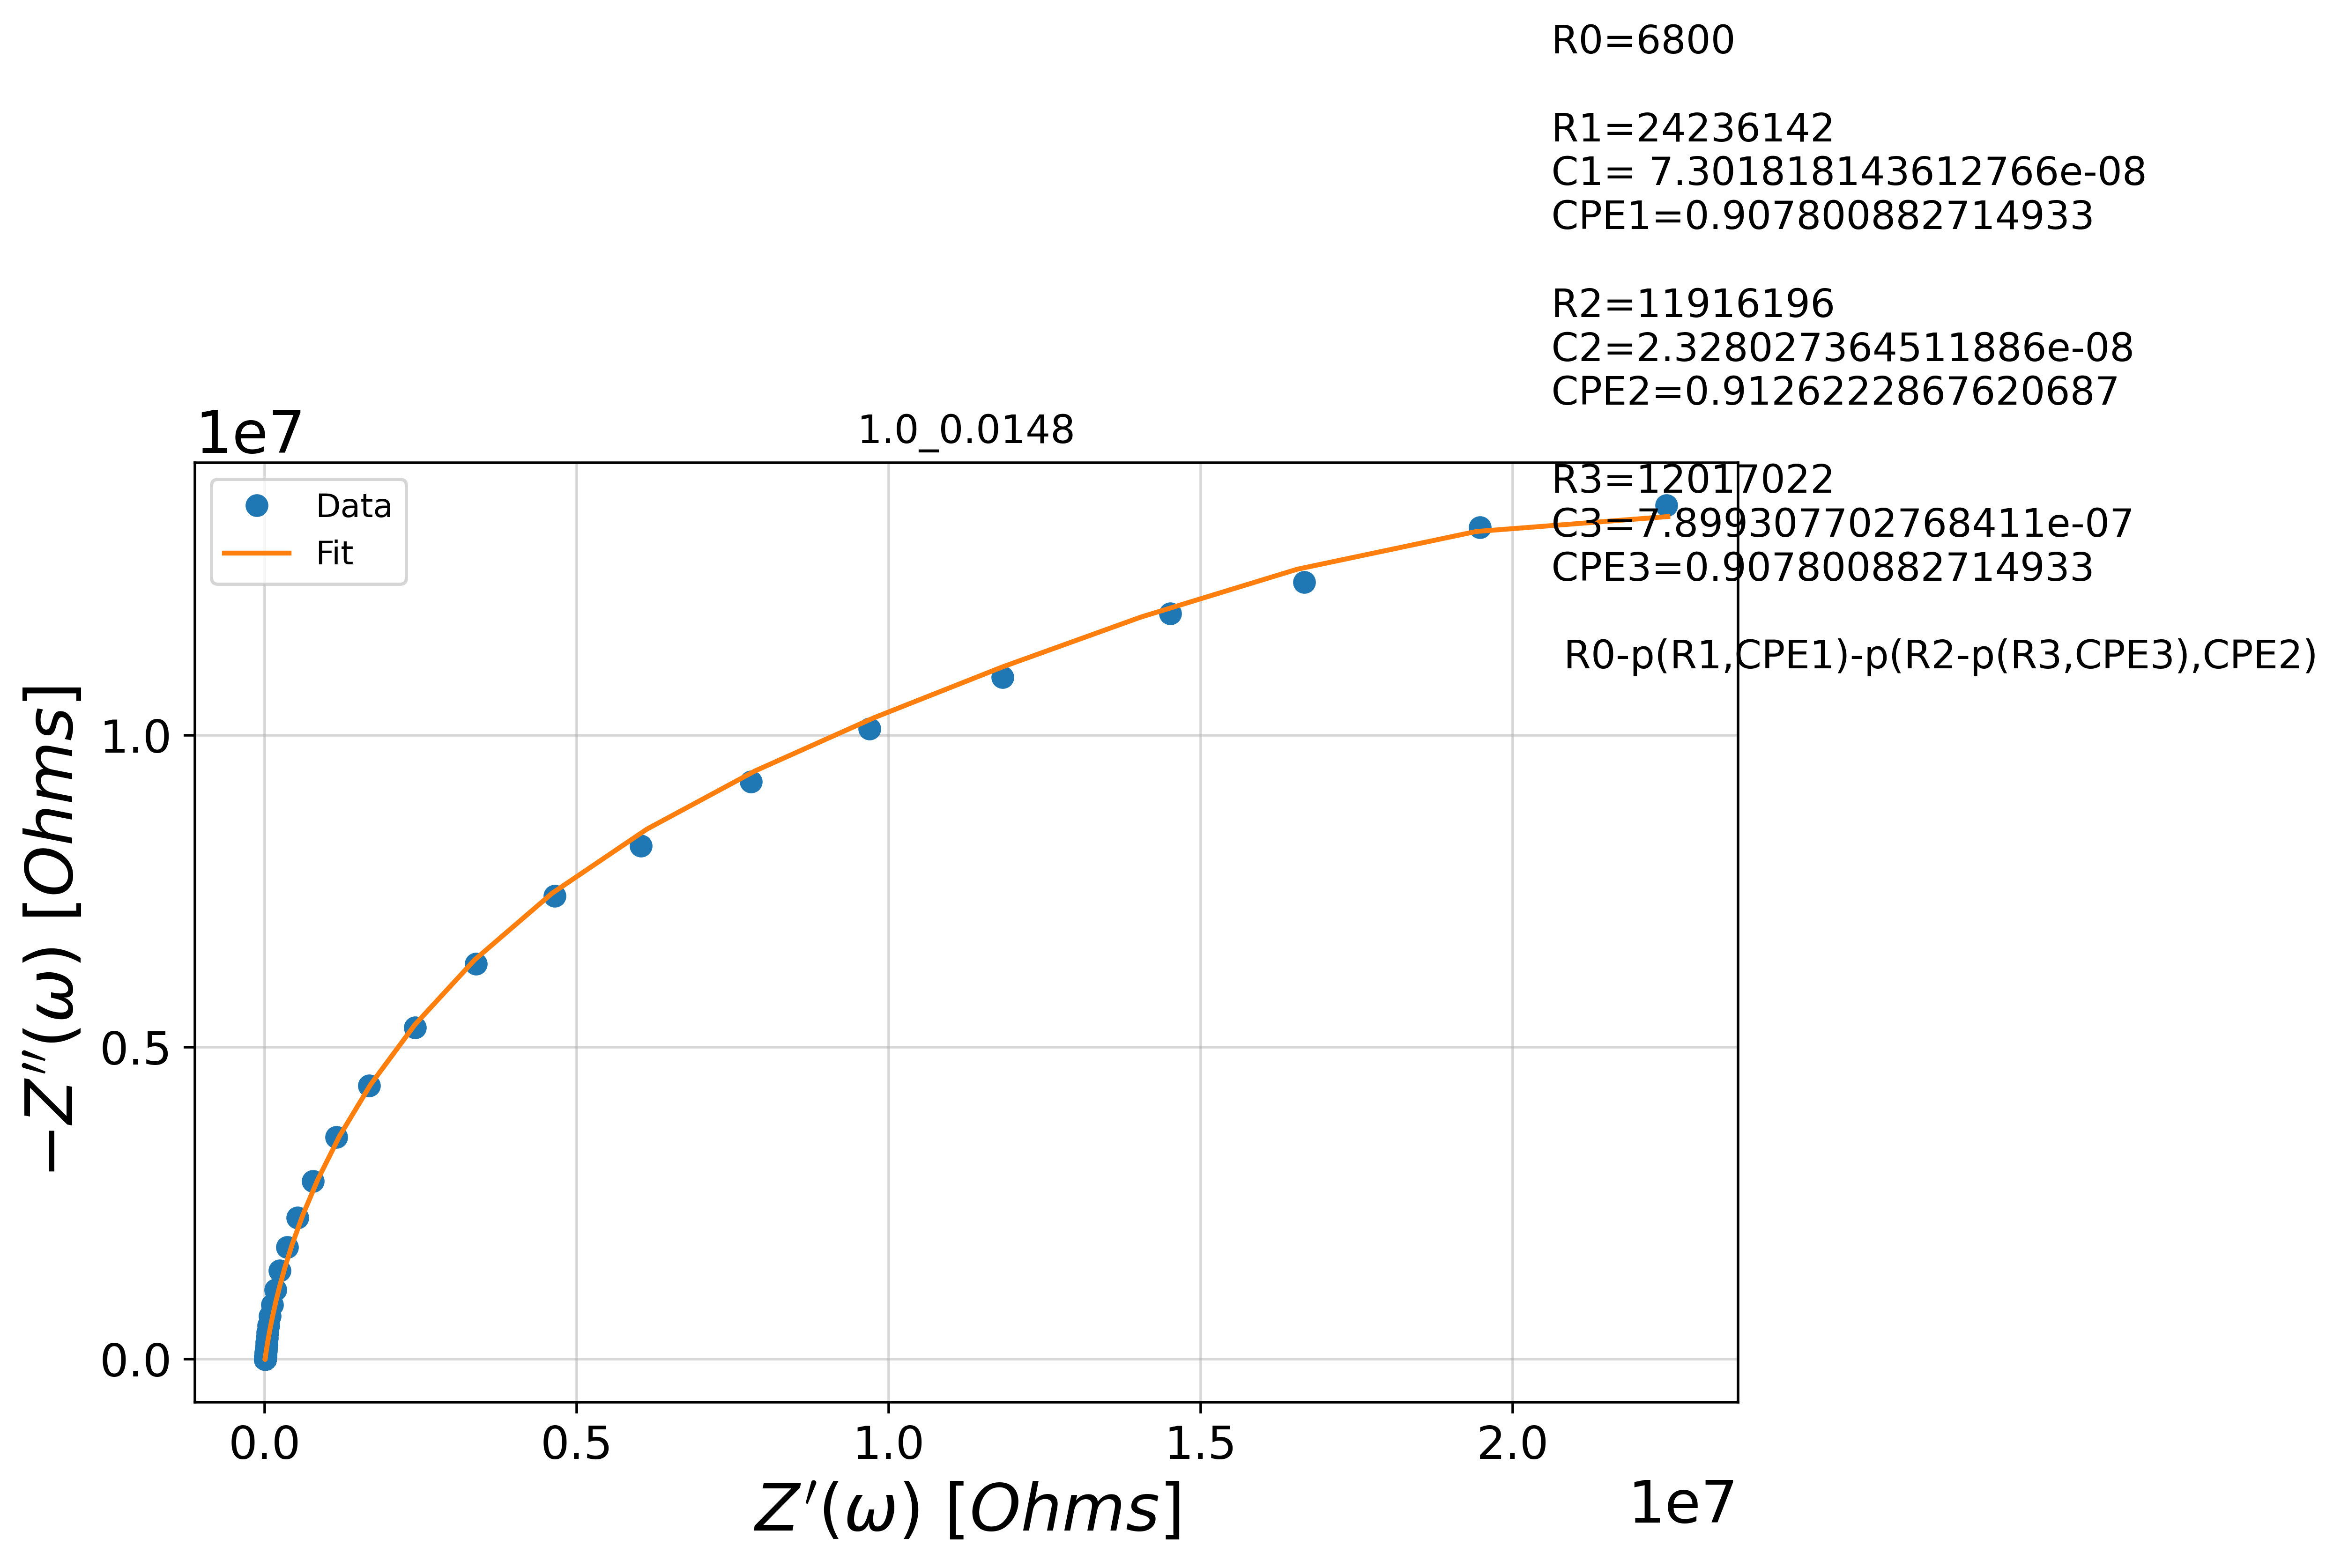 R0=6800
R1=24236142
C1= 7.301818143612766e-08
CPE1=0.907800882714933
R2=11916196
C2=2.328027364511886e-08
CPE2=0.9126222867620687
1e7
1.0_0.0148
R3=12017022
C3=7.899307702768411e-07
CPE3=0.907800882714933
R0-p(R1,CPE1)-p(R2-p(R3,CPE3),CPE2)
Data
Fit
1.0
0.5
0.0
−Z′′(ω) [Ohms]
0.0 0.5 1.0 1.5 2.0
Z′(ω) [Ohms]
1e7